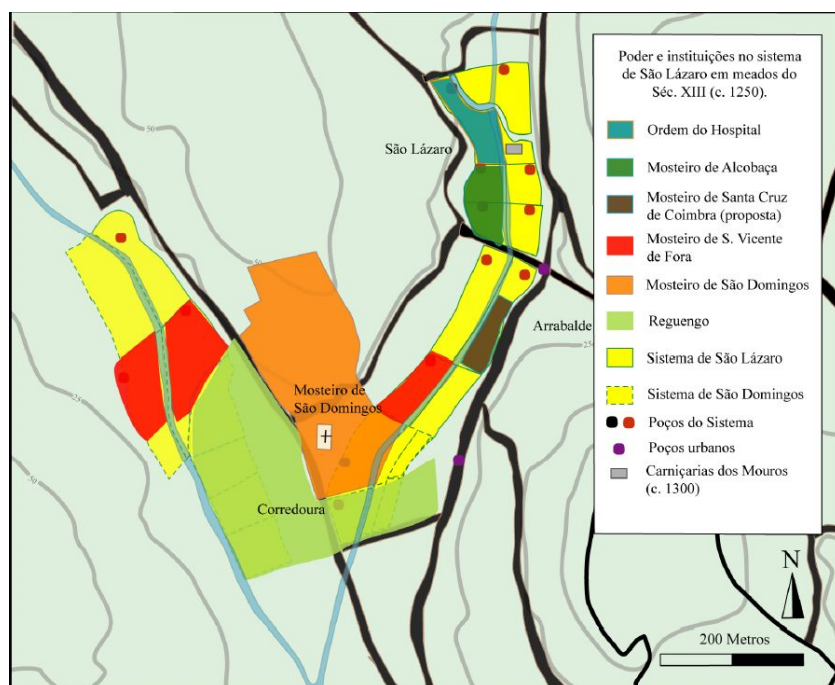 Poder e instituições no sistema
de São Lázaro em meados do
Séc. XIII (c. 1250).
Ordem do Hospital
Mosteiro de Alcobaça
Mosteiro de Santa Cruz
de Coimbra (proposta)
Mosteiro de S. Vicente
de Fora
Mosteiro de São Domingos
Reguengo
Sistema de São Lázaro
Sistema de São Domingos
Poços do Sistema
Poços urbanos
Carniçarias dos Mouros
(c. 1300)
São Lázaro
50
50
Arrabalde
25
Mosteiro de
São Domingos
25
50
Corredoura
N
200 Metros